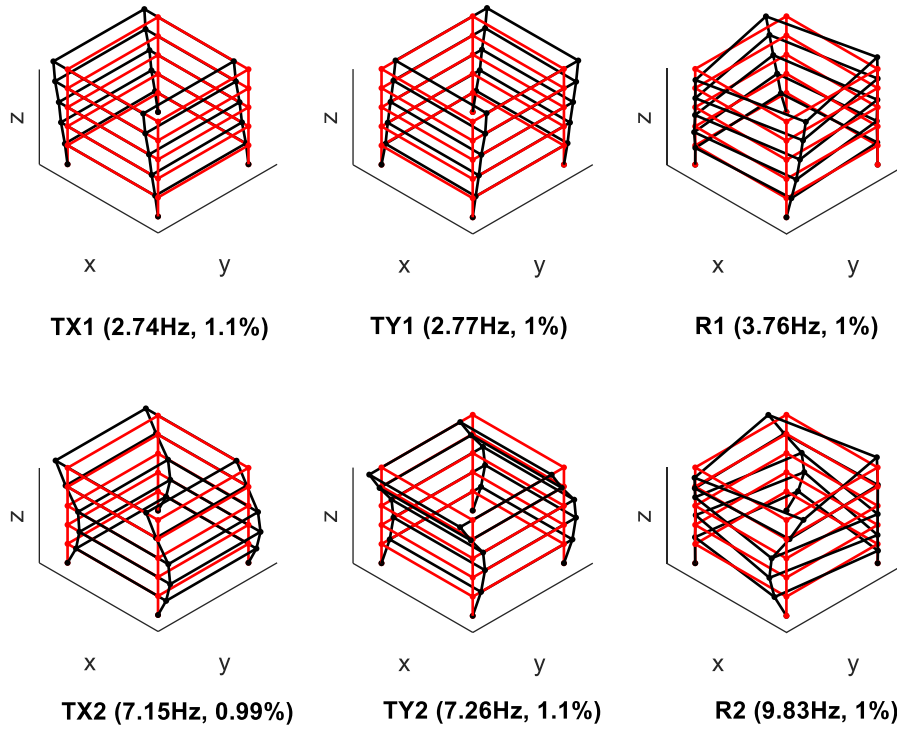 z z z
x y x y x y
TX1 (2.74Hz, 1.1%) TY1 (2.77Hz, 1%) R1 (3.76Hz, 1%)
z z z
x y x y x y
TX2 (7.15Hz, 0.99%) TY2 (7.26Hz, 1.1%) R2 (9.83Hz, 1%)